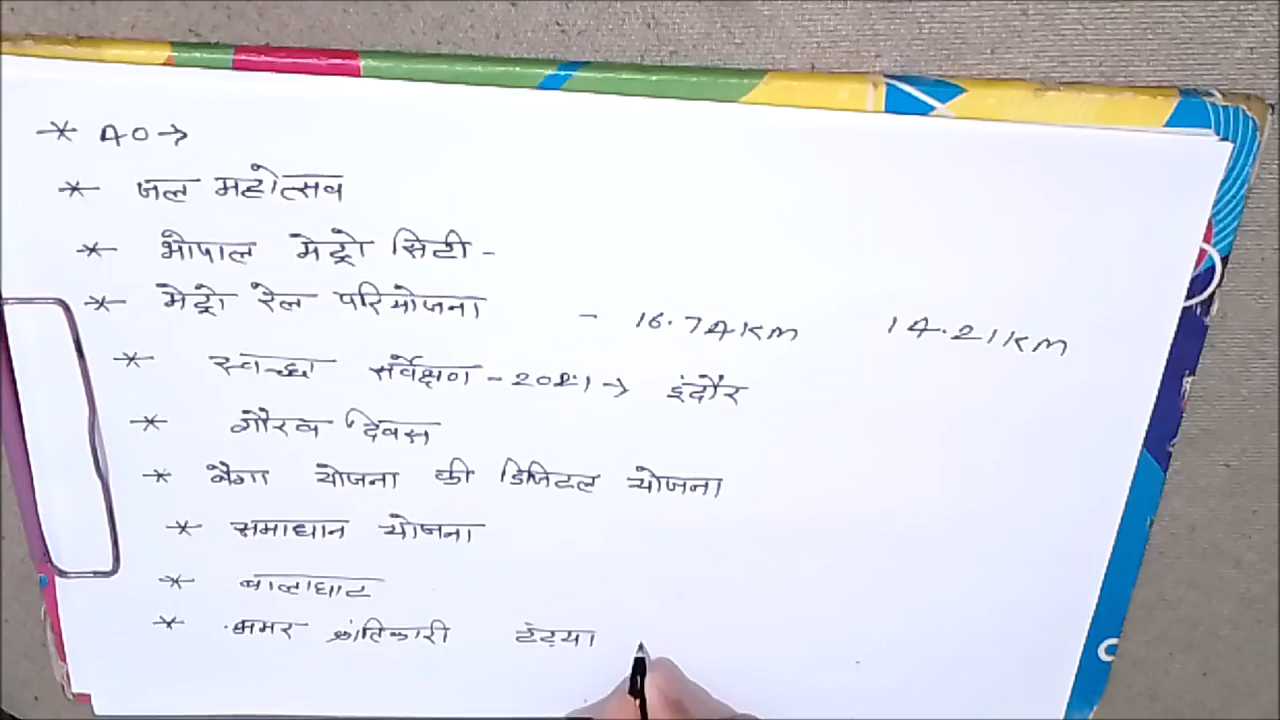 * 40→
* जल महोत्सव
* भोपाल मेट्रो सिटी -
* मेट्रो रेल परियोजना - 16.74KM 14.21KM
* स्वच्छ सर्वेक्षण - 2021 → इंदौर
* गौरव दिवस
* बैगा योजना की डिजिटल योजना
* समाधान योजना
* बालाघाट
* अमर क्रांतिकारी टंट्या